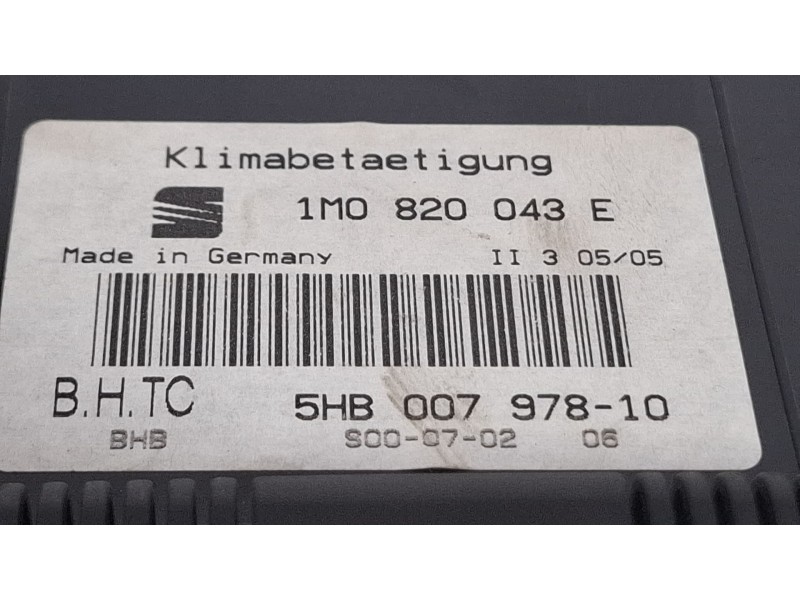 Klimabetaetigung
1M0 820 043 E
Made in Germany II 3 05/05
B.H.TC 5HB 007 978-10
BHB S00-07-02 06